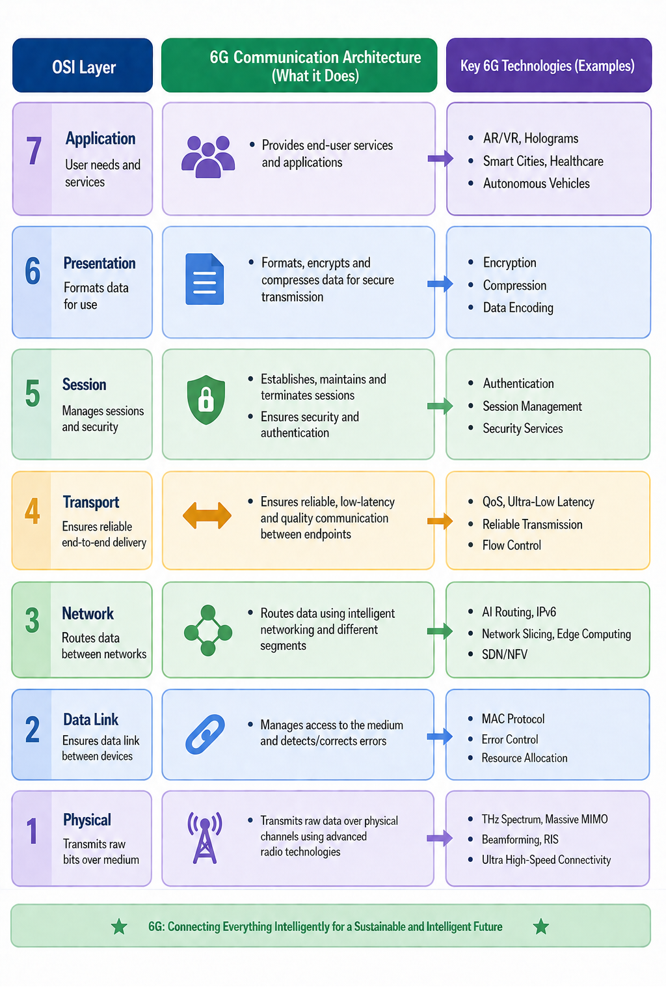 OSI Layer
6G Communication Architecture
(What it Does)
Key 6G Technologies (Examples)
7
Application
User needs and
services
• Provides end-user services
and applications
• AR/VR, Holograms
• Smart Cities, Healthcare
• Autonomous Vehicles
6
Presentation
Formats data
for use
• Formats, encrypts and
compresses data for secure
transmission
• Encryption
• Compression
• Data Encoding
5
Session
Manages sessions
and security
• Establishes, maintains and
terminates sessions
• Ensures security and
authentication
• Authentication
• Session Management
• Security Services
4
Transport
Ensures reliable
end-to-end delivery
• Ensures reliable, low-latency
and quality communication
between endpoints
• QoS, Ultra-Low Latency
• Reliable Transmission
• Flow Control
3
Network
Routes data
between networks
• Routes data using intelligent
networking and different
segments
• AI Routing, IPv6
• Network Slicing, Edge Computing
• SDN/NFV
2
Data Link
Ensures data link
between devices
• Manages access to the medium
and detects/corrects errors
• MAC Protocol
• Error Control
• Resource Allocation
1
Physical
Transmits raw
bits over medium
• Transmits raw data over physical
channels using advanced
radio technologies
• THz Spectrum, Massive MIMO
• Beamforming, RIS
• Ultra High-Speed Connectivity
6G: Connecting Everything Intelligently for a Sustainable and Intelligent Future